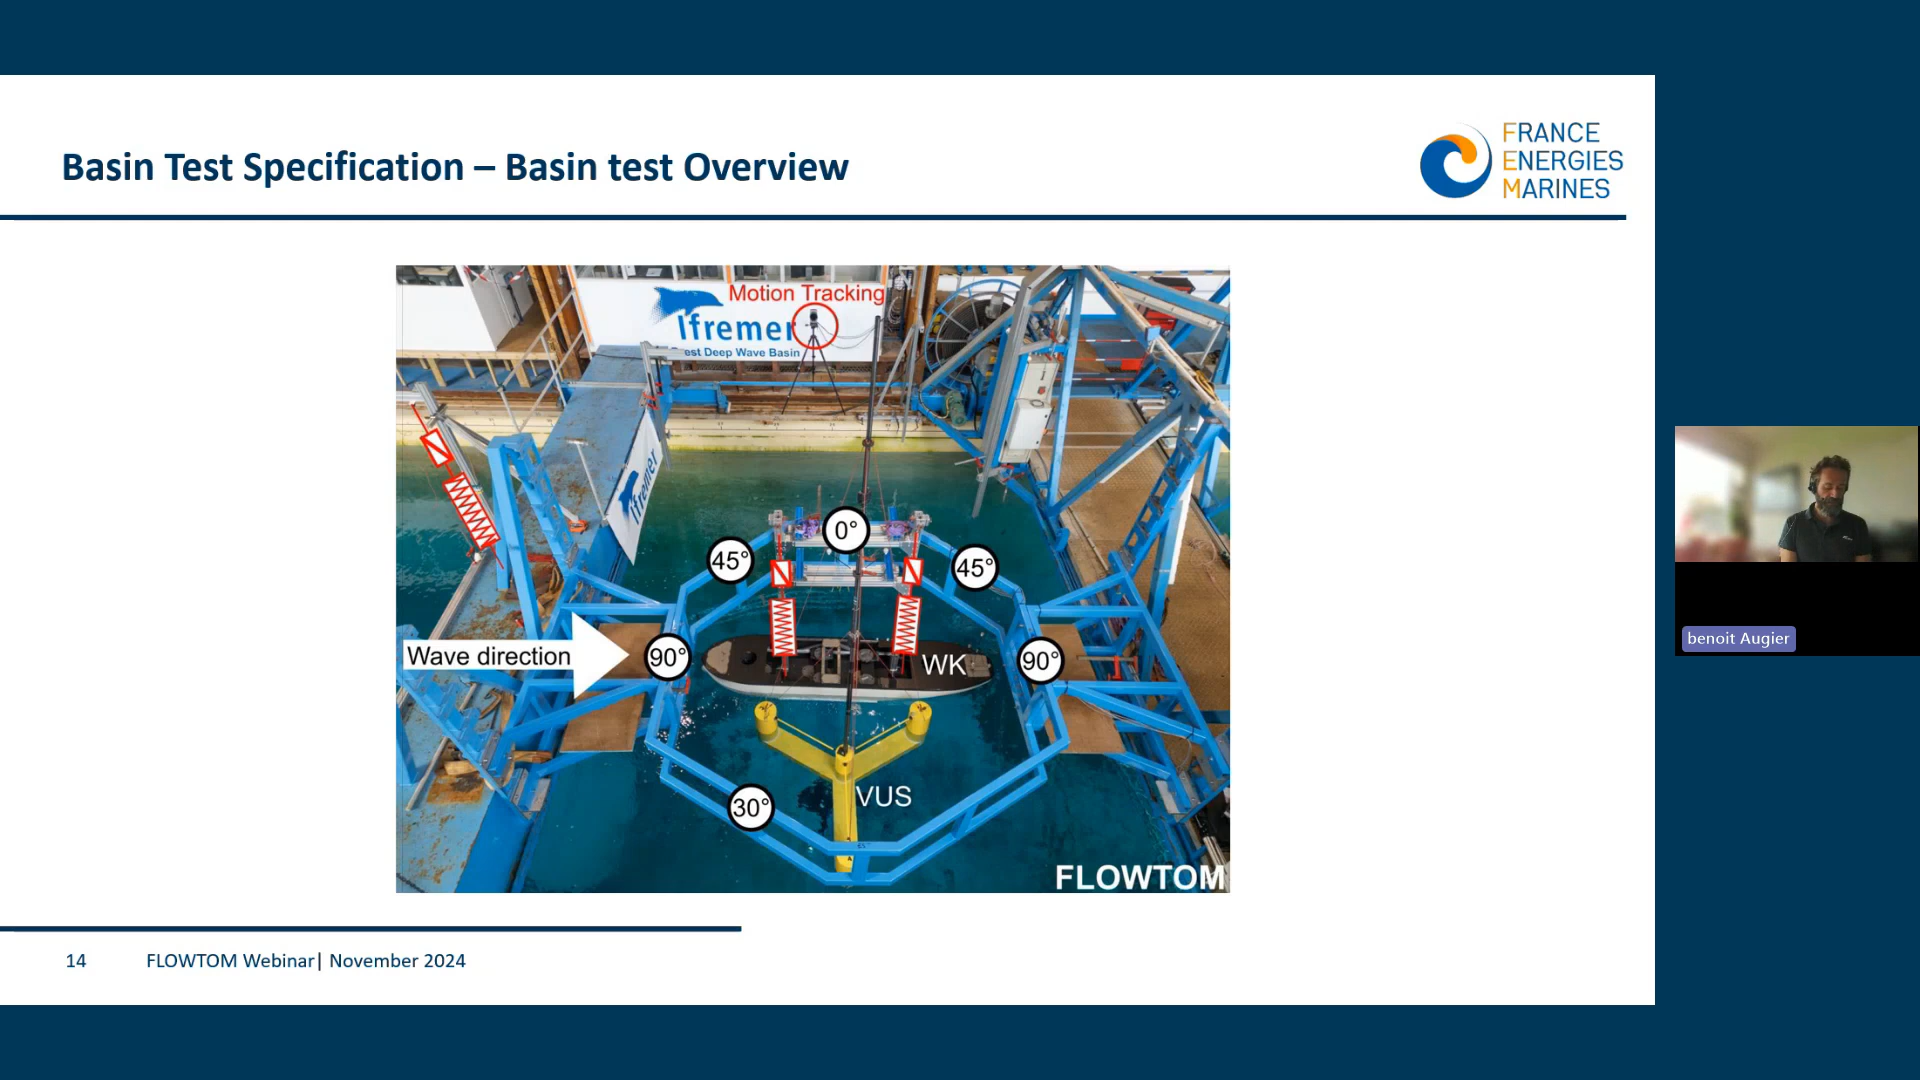 Basin Test Specification – Basin test Overview
FRANCE
ENERGIES
MARINES
Motion Tracking
Ifremer
est Deep Wave Basin
Ifremer
0°
45°
45°
Wave direction
90°
WK
90°
VUS
30°
FLOWTOM
benoit Augier
14
FLOWTOM Webinar| November 2024